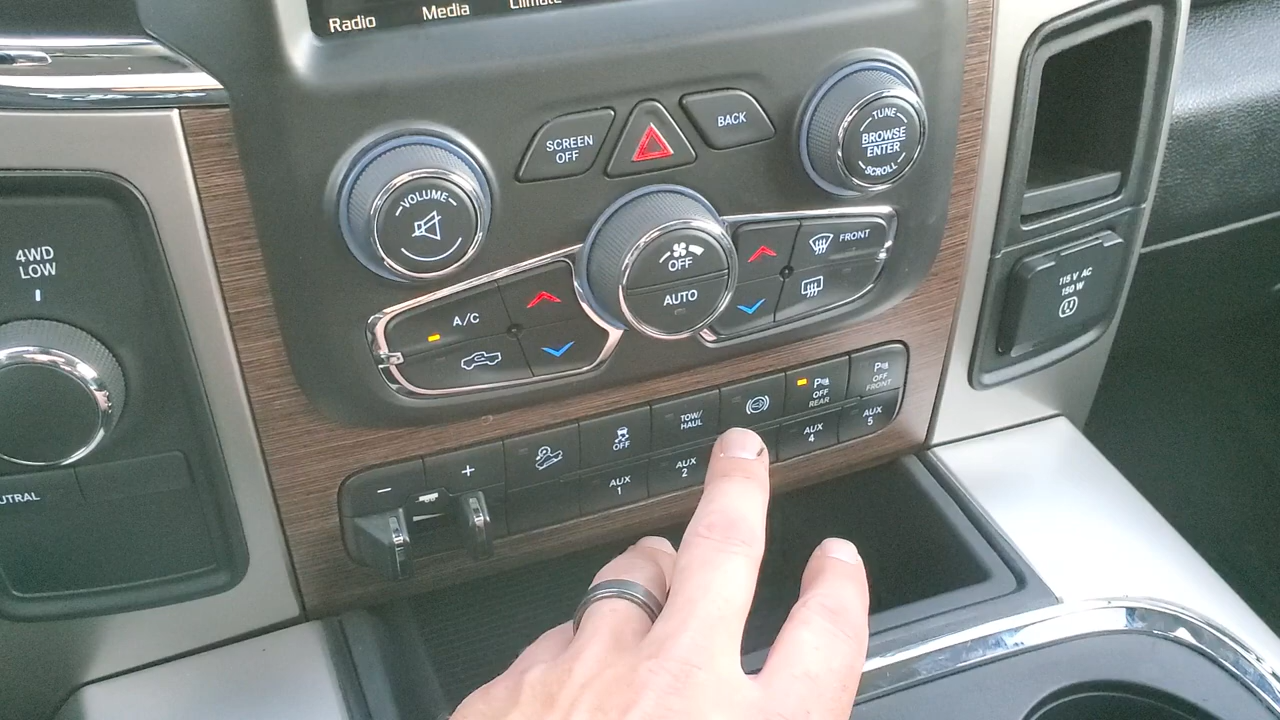 Radio
Media
Climate
SCREEN
OFF
BACK
TUNE
BROWSE
ENTER
SCROLL
VOLUME
4WD
LOW
OFF
AUTO
FRONT
A/C
115 V AC
150 W
- +
OFF
TOW/
HAUL
P
OFF
REAR
P
OFF
FRONT
AUX
1
AUX
2
AUX
4
AUX
5
UTRAL